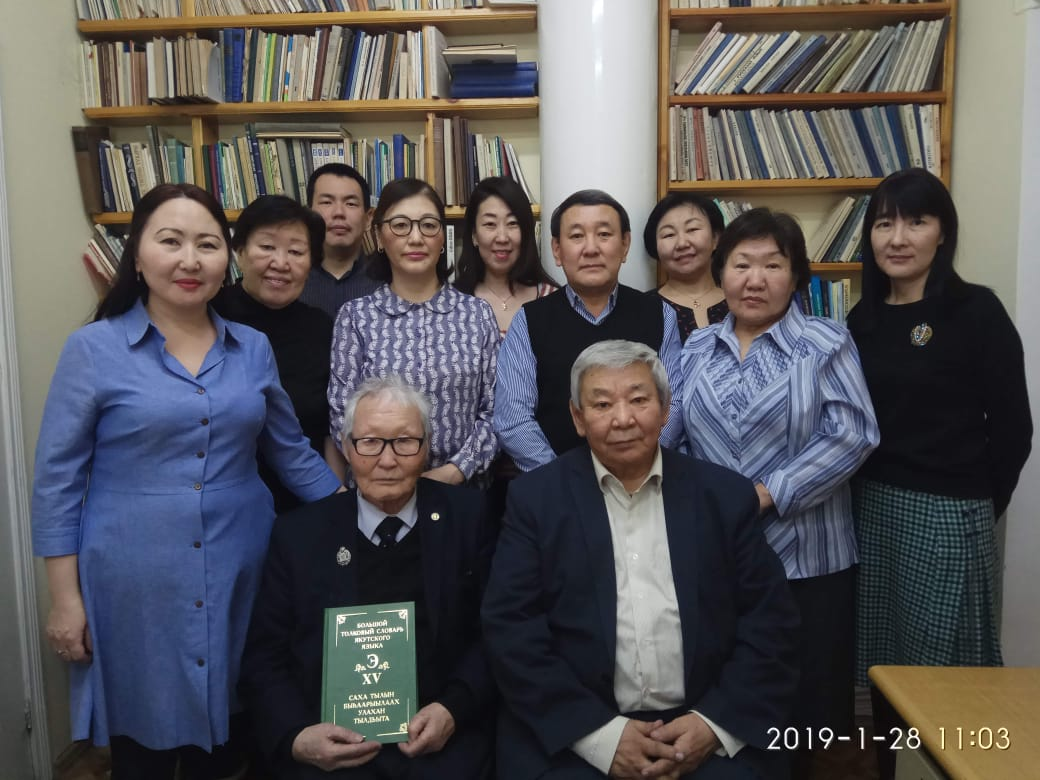 БОЛЬШОЙ
ТОЛКОВЫЙ СЛОВАРЬ
ЯКУТСКОГО
ЯЗЫКА
Э
XV
САХА ТЫЛЫН
БЫҺААРЫЫЛААХ
УЛАХАН
ТЫЛДЬЫТА
2019-1-28 11:03